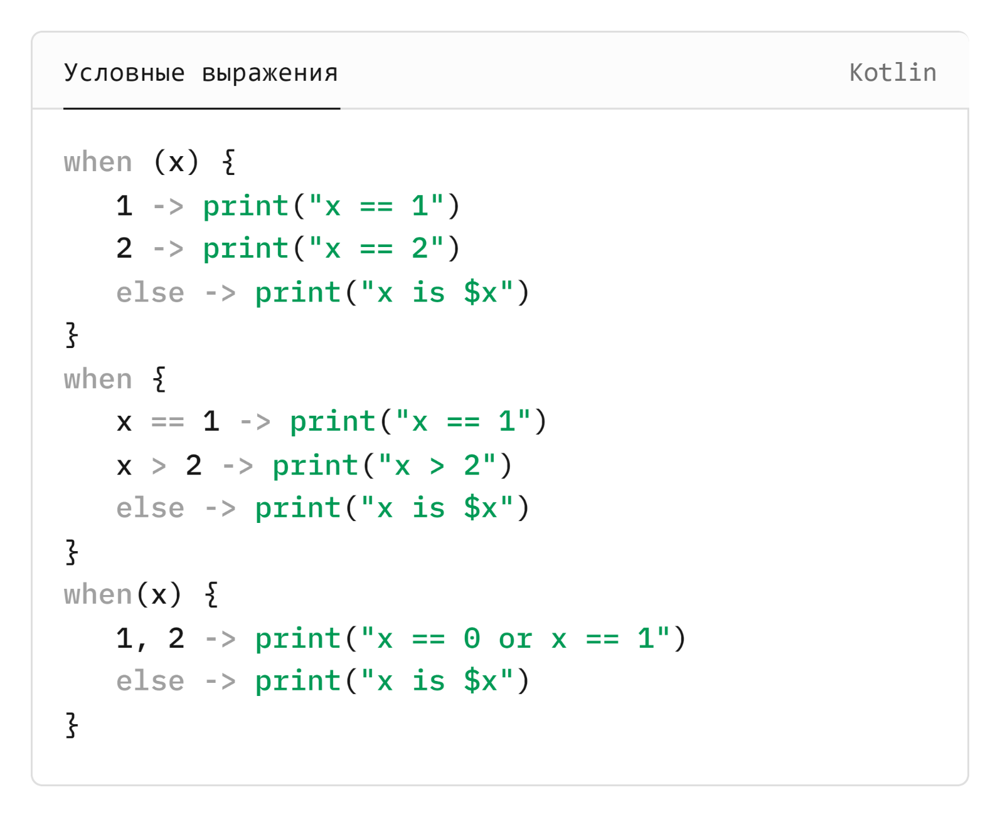 Условные выражения
Kotlin
when (x) {
   1 -> print("x == 1")
   2 -> print("x == 2")
   else -> print("x is $x")
}
when {
   x == 1 -> print("x == 1")
   x > 2 -> print("x > 2")
   else -> print("x is $x")
}
when(x) {
   1, 2 -> print("x == 0 or x == 1")
   else -> print("x is $x")
}